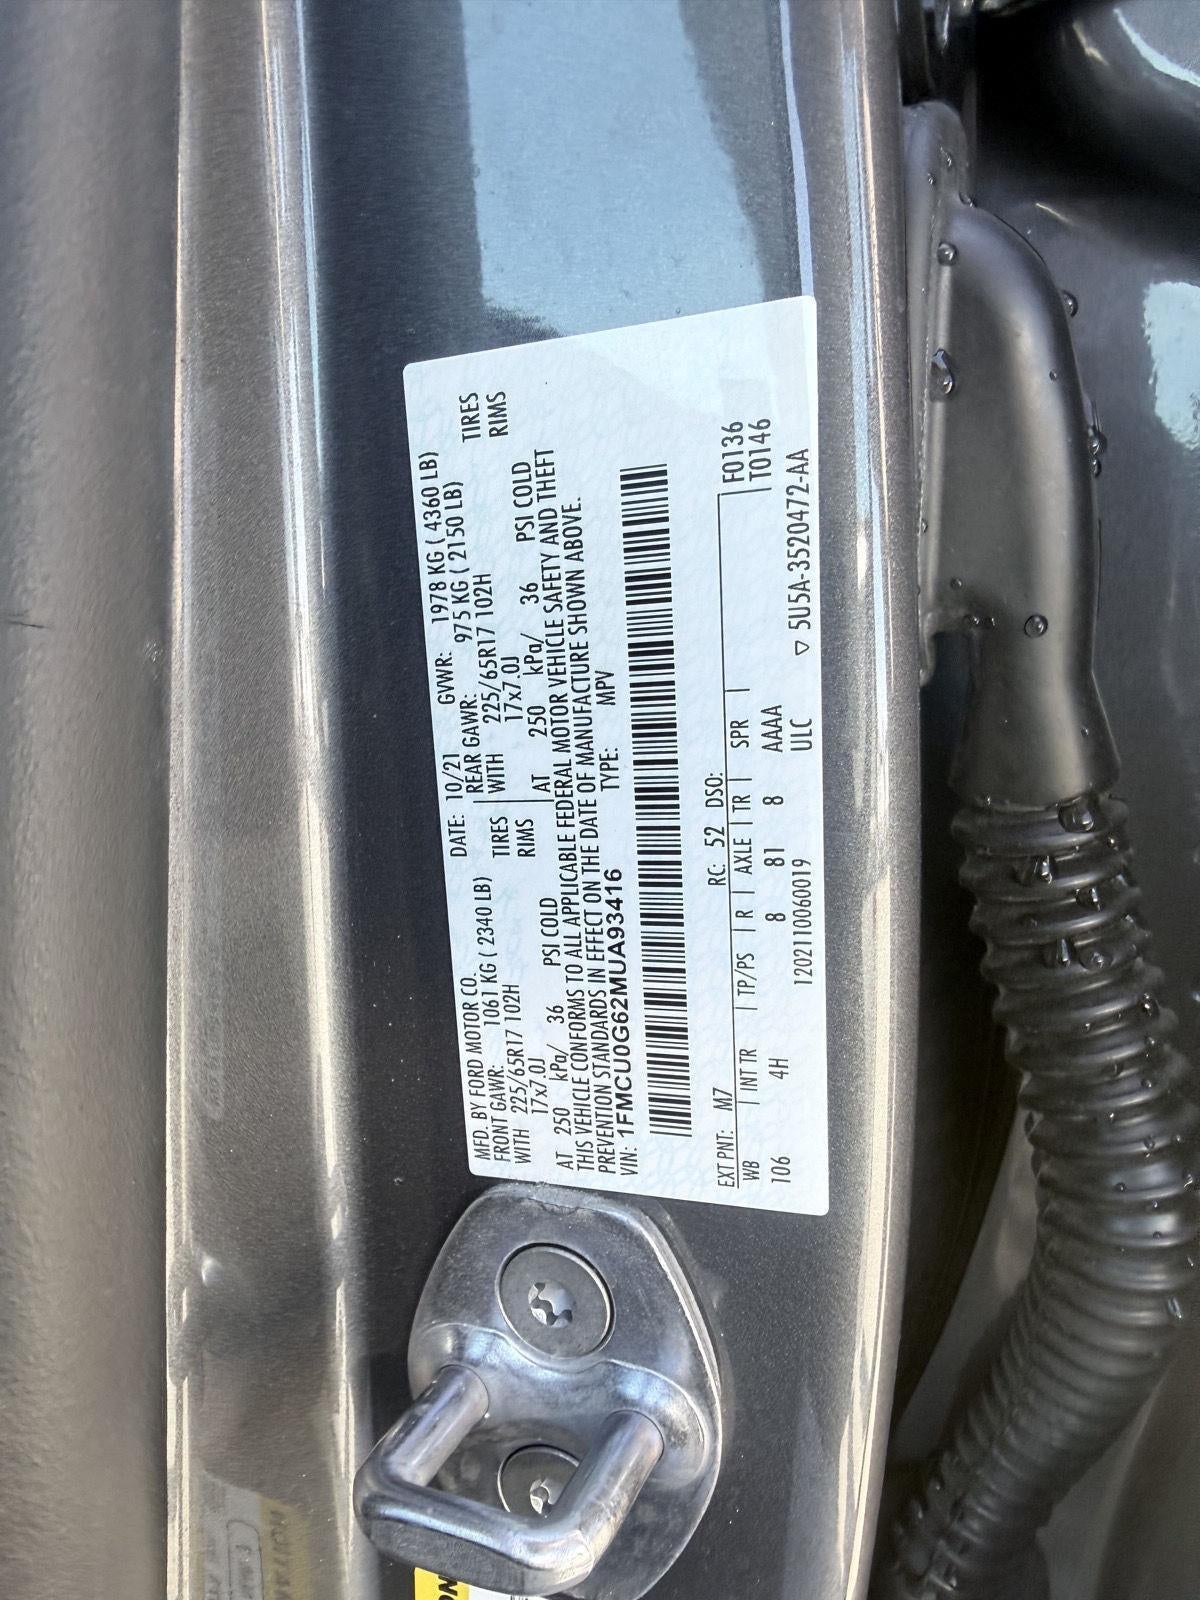 MFD. BY FORD MOTOR CO. DATE: 10/21 GVWR: 1978 KG ( 4360 LB)
FRONT GAWR: 1061 KG ( 2340 LB) REAR GAWR: 975 KG ( 2150 LB)
WITH 225/65R17 102H TIRES WITH 225/65R17 102H TIRES
17x7.0J RIMS 17x7.0J RIMS
AT 250 kPa/ 36 PSI COLD AT 250 kPa/ 36 PSI COLD
THIS VEHICLE CONFORMS TO ALL APPLICABLE FEDERAL MOTOR VEHICLE SAFETY AND THEFT
PREVENTION STANDARDS IN EFFECT ON THE DATE OF MANUFACTURE SHOWN ABOVE.
VIN: 1FMCU0G62MUA93416 TYPE: MPV
EXT PNT: M7 RC: 52 DSO: F0136
WB INT TR TP/PS R AXLE TR SPR T0146
106 4H 8 81 8 AAAA
120211006019 ULC ▽ 5U5A-3520472-AA